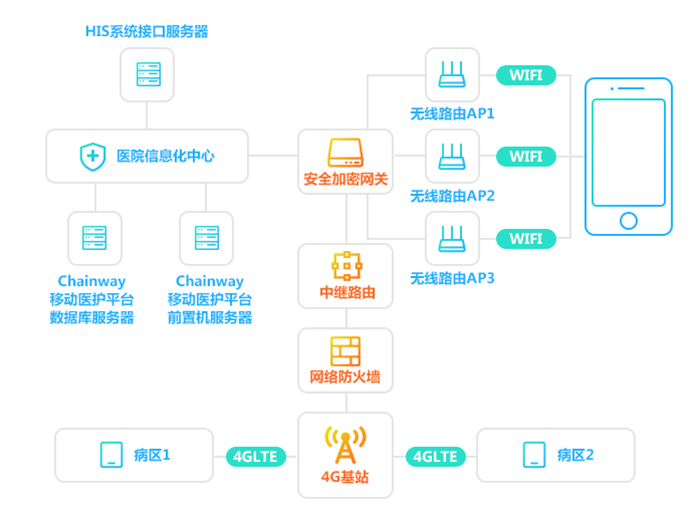 HIS系统接口服务器
医院信息化中心
Chainway
移动医护平台
数据库服务器
Chainway
移动医护平台
前置机服务器
安全加密网关
中继路由
网络防火墙
4G基站
无线路由AP1
WIFI
无线路由AP2
WIFI
无线路由AP3
WIFI
病区1
4GLTE
4GLTE
病区2